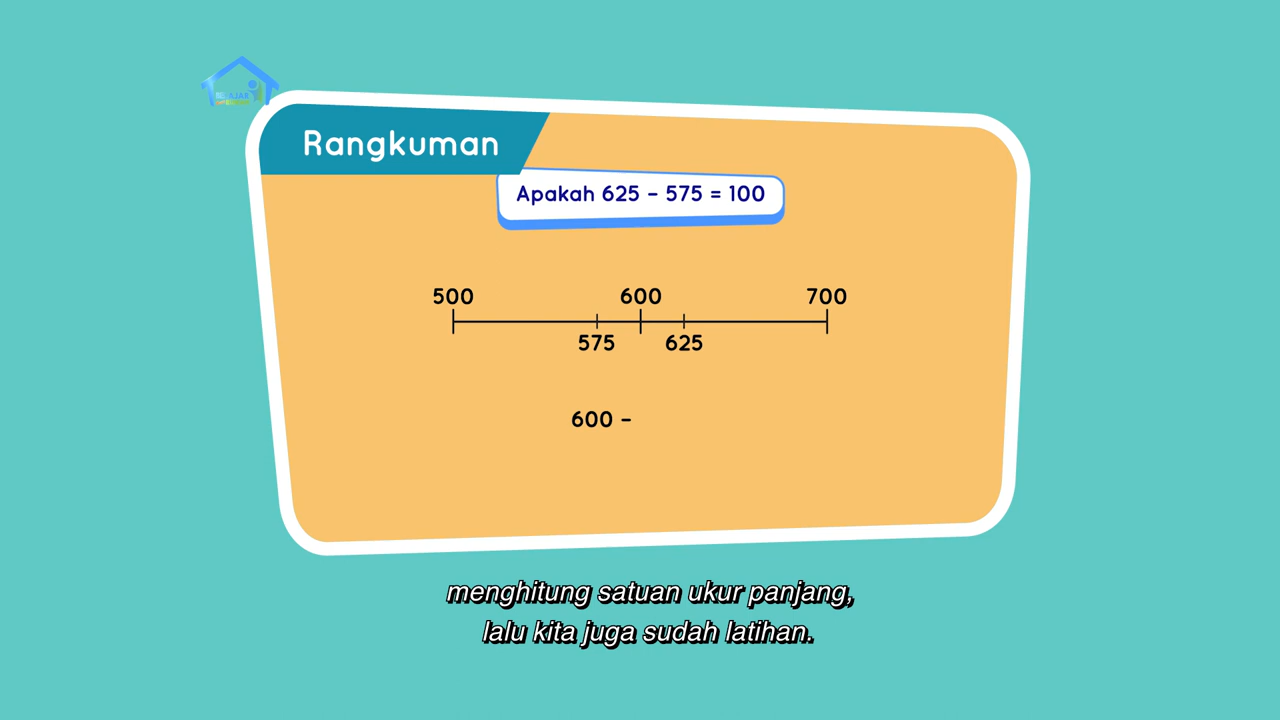 Rangkuman
Apakah 625 – 575 = 100
500 600 700
575 625
600 –
menghitung satuan ukur panjang,
lalu kita juga sudah latihan.